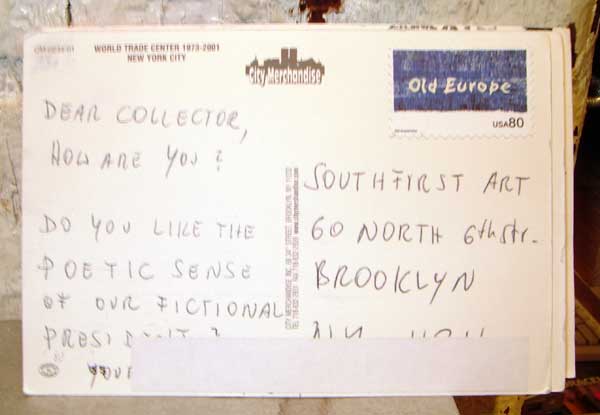 WORLD TRADE CENTER 1973-2001
NEW YORK CITY
City Merchandise
Old Europe
USA80
DEAR COLLECTOR,
HOW ARE YOU?
DO YOU LIKE THE
POETIC SENSE
OF OUR FICTIONAL
SOUTHFIRST ART
60 NORTH 6th str.
BROOKLYN